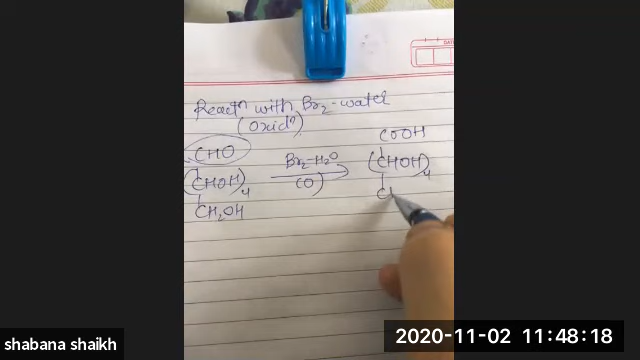 DATE
Reactⁿ with Br₂-water
(Oxidⁿ)
CHO
(CHOH)₄
CH₂OH
Br₂-H₂O
(O)
COOH
(CHOH)₄
C
shabana shaikh
2020-11-02 11:48:18